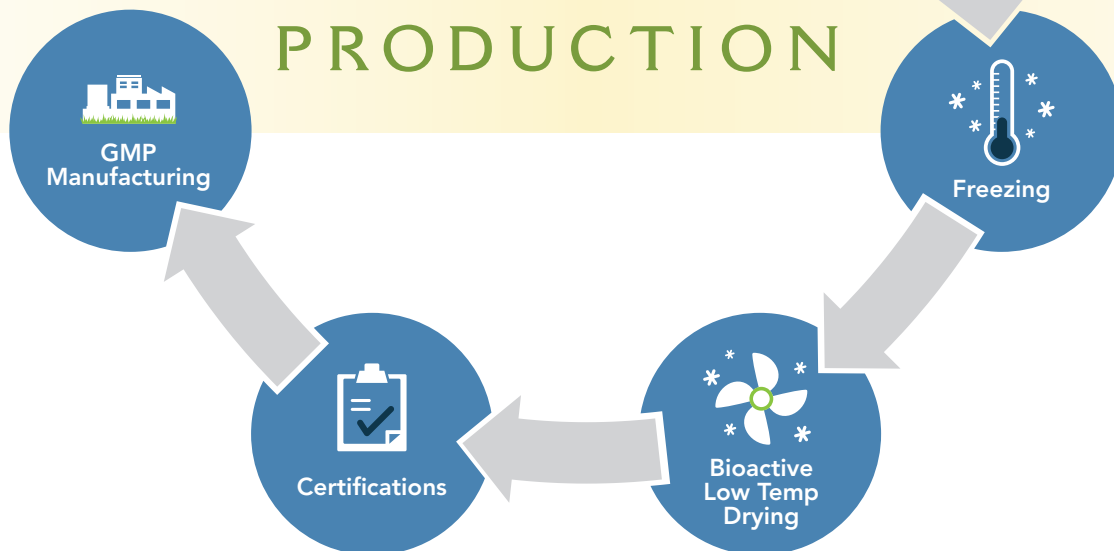 PRODUCTION
GMP
Manufacturing
Freezing
Certifications
Bioactive
Low Temp
Drying